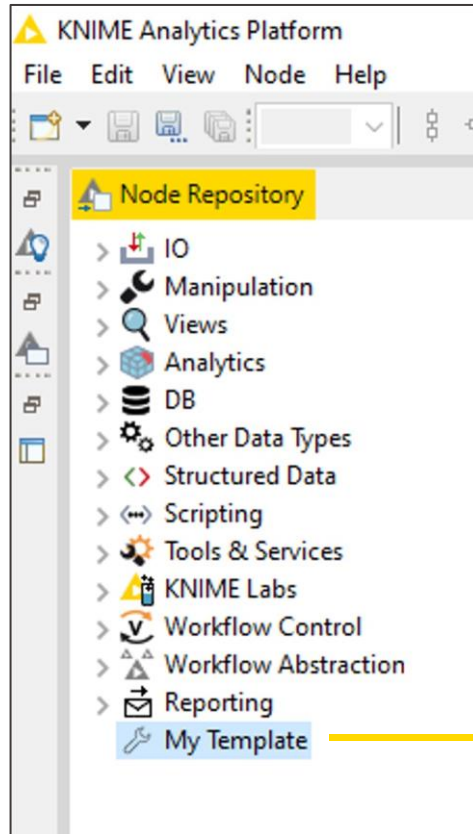 KNIME Analytics Platform
File Edit View Node Help
Node Repository
IO
Manipulation
Views
Analytics
DB
Other Data Types
Structured Data
Scripting
Tools & Services
KNIME Labs
Workflow Control
Workflow Abstraction
Reporting
My Template